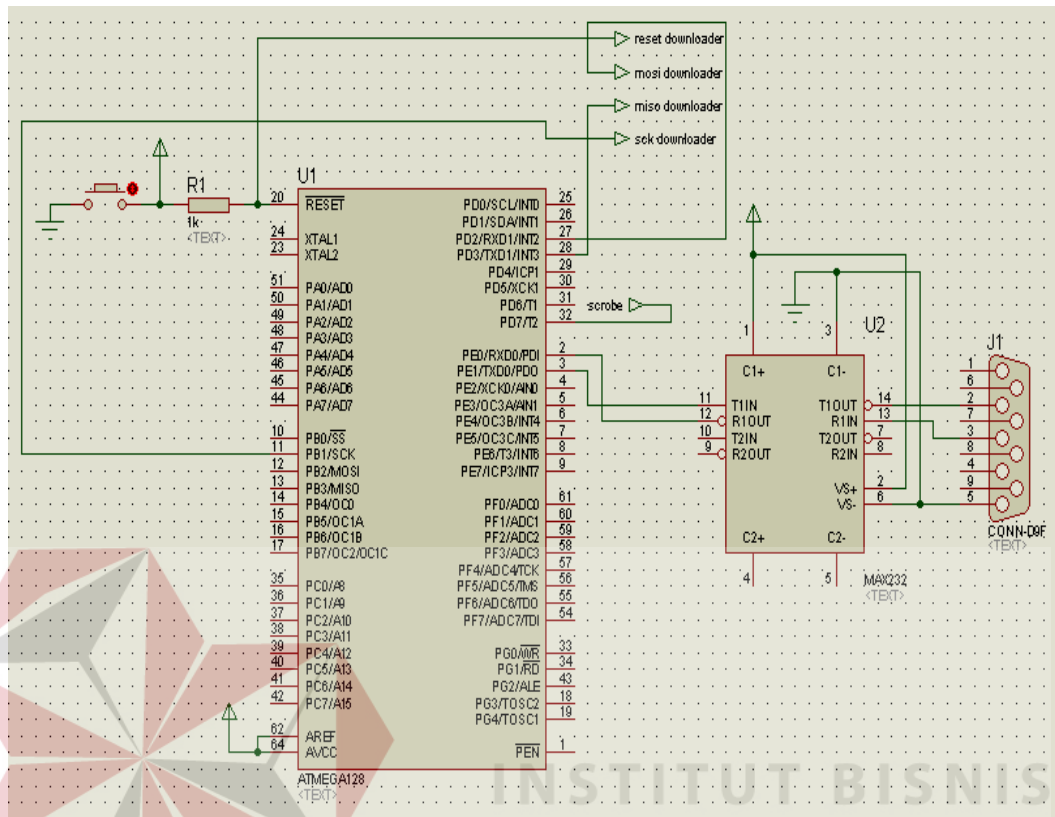 reset downloader
mosi downloader
miso downloader
sck downloader
R1
1k
<TEXT>
U1
20 RESET PD0/SCL/INT0 25
PD1/SDA/INT1 26
24 XTAL1 PD2/RXD1/INT2 27
23 XTAL2 PD3/TXD1/INT3 28
PD4/ICP1 29
51 PA0/AD0 PD5/XCK1 30
50 PA1/AD1 PD6/T1 31
49 PA2/AD2 PD7/T2 32
48 PA3/AD3
47 PA4/AD4 PE0/RXD0/PDI 2
46 PA5/AD5 PE1/TXD0/PDO 3
45 PA6/AD6 PE2/XCK0/AIN0 4
44 PA7/AD7 PE3/OC3A/AIN1 5
PE4/OC3B/INT4 6
10 PB0/SS PE5/OC3C/INT5 7
11 PB1/SCK PE6/T3/INT6 8
12 PB2/MOSI PE7/ICP3/INT7 9
13 PB3/MISO
14 PB4/OC0 PF0/ADC0 61
15 PB5/OC1A PF1/ADC1 60
16 PB6/OC1B PF2/ADC2 59
17 PB7/OC2/OC1C PF3/ADC3 58
PF4/ADC4/TCK 57
35 PC0/A8 PF5/ADC5/TMS 56
36 PC1/A9 PF6/ADC6/TDO 55
37 PC2/A10 PF7/ADC7/TDI 54
38 PC3/A11
39 PC4/A12 PG0/WR 33
40 PC5/A13 PG1/RD 34
41 PC6/A14 PG2/ALE 43
42 PC7/A15 PG3/TOSC2 18
PG4/TOSC1 19
62 AREF
64 AVCC PEN 1
ATMEGA128
<TEXT>
scrobe
U2
1 3
C1+ C1-
11 T1IN T1OUT 14
12 R1OUT R1IN 13
10 T2IN T2OUT 7
9 R2OUT R2IN 8
VS+ 2
VS- 6
C2+ C2-
4 5
MAX232
<TEXT>
J1
1
6
2
7
3
8
4
9
5
CONN-D9F
<TEXT>
INSTITUT BISNIS